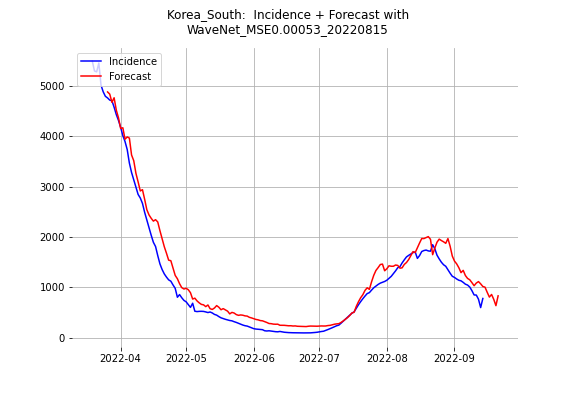 Korea_South:  Incidence + Forecast with
WaveNet_MSE0.00053_20220815
Incidence
Forecast
5000
4000
3000
2000
1000
0
2022-04 2022-05 2022-06 2022-07 2022-08 2022-09